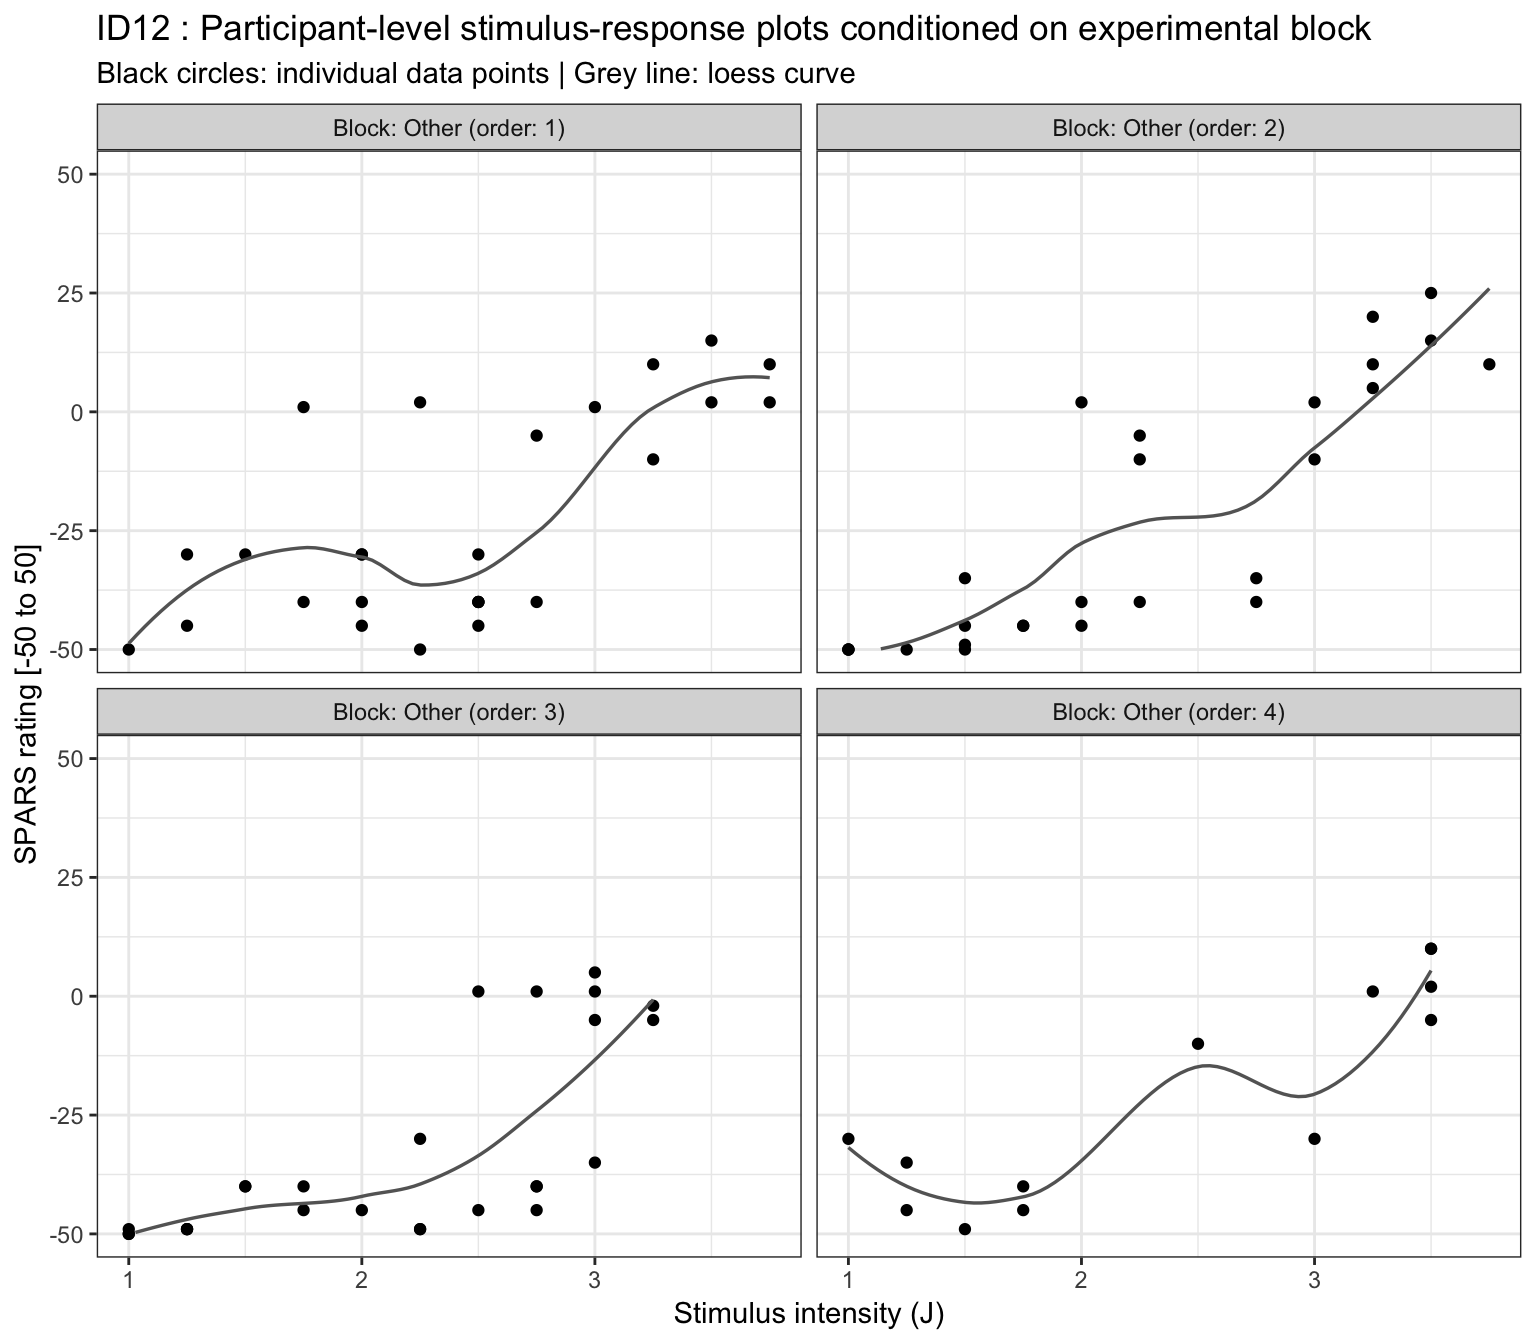 ID12 : Participant-level stimulus-response plots conditioned on experimental block
Black circles: individual data points | Grey line: loess curve
Block: Other (order: 1)
Block: Other (order: 2)
50
25
0
-25
-50
Block: Other (order: 3)
Block: Other (order: 4)
50
25
0
-25
-50
SPARS rating [-50 to 50]
1
2
3
1
2
3
Stimulus intensity (J)